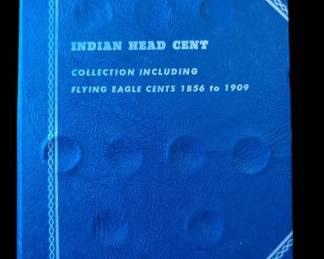 INDIAN HEAD CENT
COLLECTION INCLUDING
FLYING EAGLE CENTS 1856 to 1909